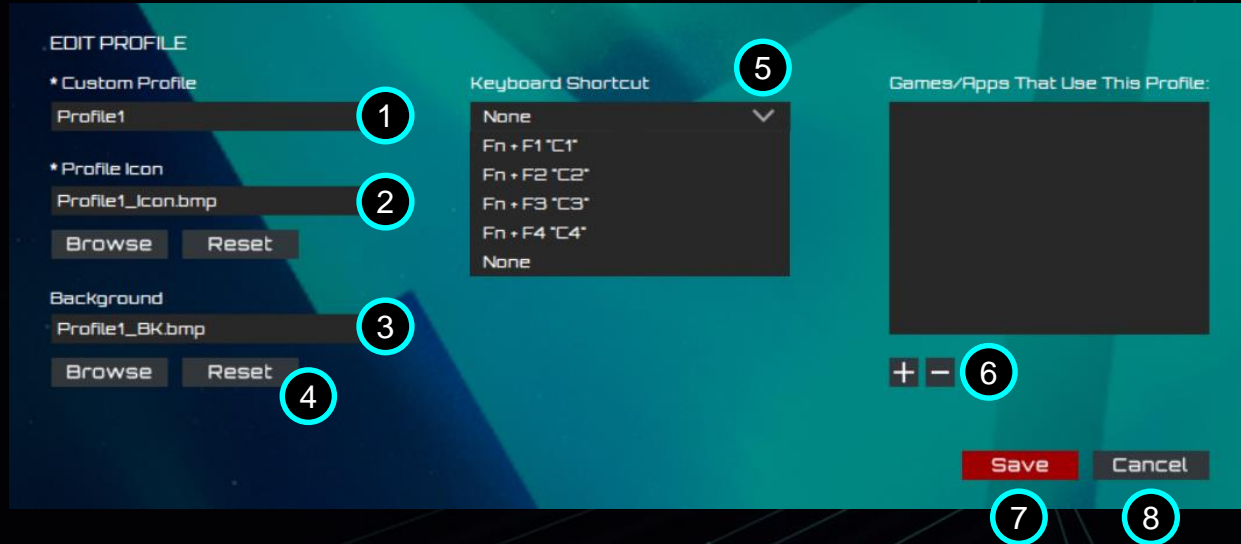 EDIT PROFILE
* Custom Profile
Profile1
1
* Profile Icon
Profile1_Icon.bmp
2
Browse Reset
Background
Profile1_BK.bmp
3
Browse Reset
4
Keyboard Shortcut
5
None
Fn + F1 "C1"
Fn + F2 "C2"
Fn + F3 "C3"
Fn + F4 "C4"
None
Games/Apps That Use This Profile:
+ − 6
Save Cancel
7 8